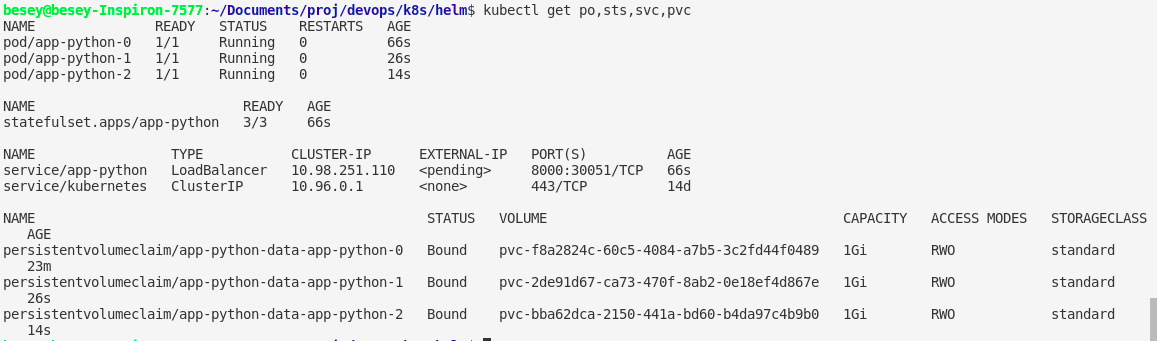 besey@besey-Inspiron-7577:~/Documents/proj/devops/k8s/helm$ kubectl get po,sts,svc,pvc
NAME               READY   STATUS    RESTARTS   AGE
pod/app-python-0   1/1     Running   0          66s
pod/app-python-1   1/1     Running   0          26s
pod/app-python-2   1/1     Running   0          14s
NAME                          READY   AGE
statefulset.apps/app-python   3/3     66s
NAME                 TYPE           CLUSTER-IP      EXTERNAL-IP   PORT(S)          AGE
service/app-python   LoadBalancer   10.98.251.110   <pending>     8000:30051/TCP   66s
service/kubernetes   ClusterIP      10.96.0.1       <none>        443/TCP          14d
NAME                                                 STATUS   VOLUME                                     CAPACITY   ACCESS MODES   STORAGECLASS
   AGE
persistentvolumeclaim/app-python-data-app-python-0   Bound    pvc-f8a2824c-60c5-4084-a7b5-3c2fd44f0489   1Gi        RWO            standard
   23m
persistentvolumeclaim/app-python-data-app-python-1   Bound    pvc-2de91d67-ca73-470f-8ab2-0e18ef4d867e   1Gi        RWO            standard
   26s
persistentvolumeclaim/app-python-data-app-python-2   Bound    pvc-bba62dca-2150-441a-bd60-b4da97c4b9b0   1Gi        RWO            standard
   14s